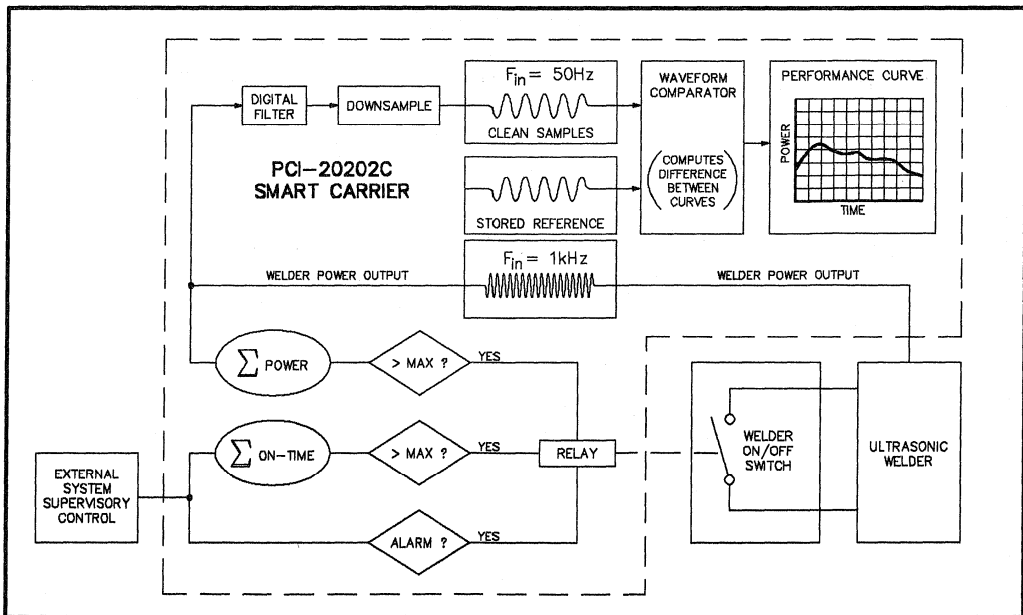 DIGITAL
FILTER
DOWNSAMPLE
F_in = 50Hz
CLEAN SAMPLES
WAVEFORM
COMPARATOR
(COMPUTES
DIFFERENCE
BETWEEN
CURVES)
PERFORMANCE CURVE
POWER
TIME
PCI-20202C
SMART CARRIER
STORED REFERENCE
F_in = 1kHz
WELDER POWER OUTPUT
WELDER POWER OUTPUT
Σ POWER
> MAX ?
YES
Σ ON-TIME
> MAX ?
YES
RELAY
WELDER
ON/OFF
SWITCH
ULTRASONIC
WELDER
EXTERNAL
SYSTEM
SUPERVISORY
CONTROL
ALARM ?
YES